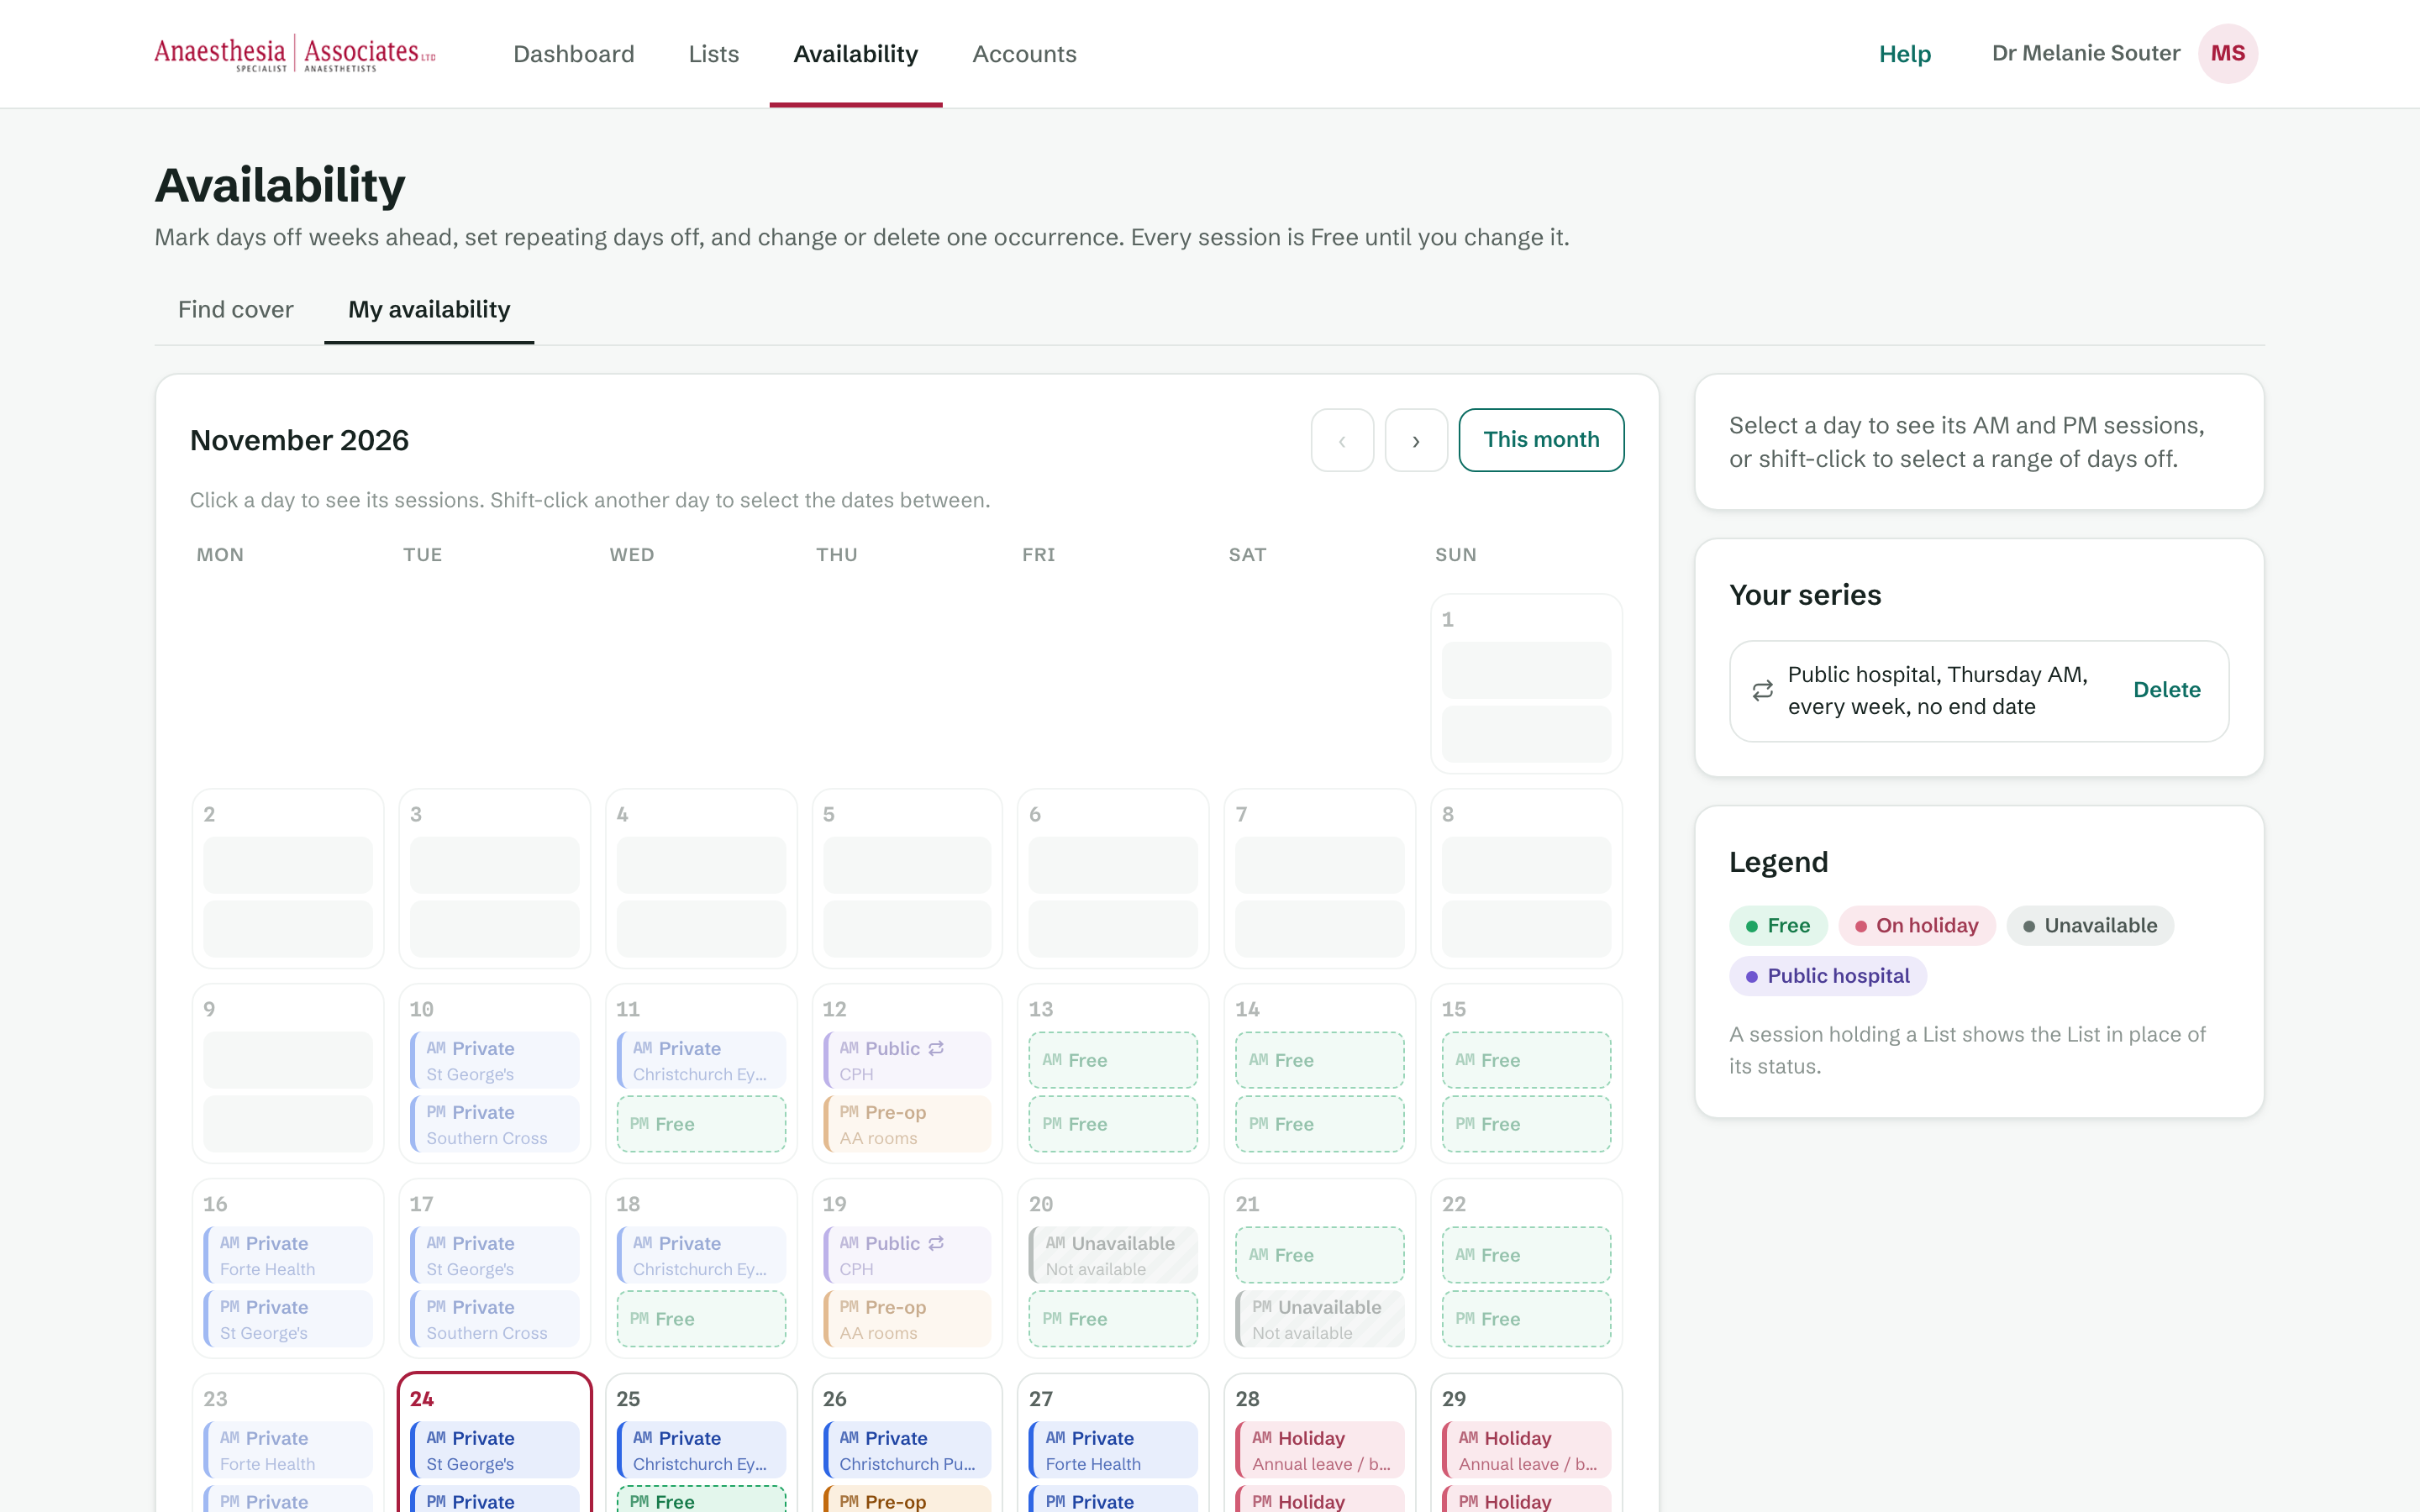 Anaesthesia | Associates LTD
SPECIALIST ANAESTHETISTS
Dashboard
Lists
Availability
Accounts
Help
Dr Melanie Souter
MS
Availability
Mark days off weeks ahead, set repeating days off, and change or delete one occurrence. Every session is Free until you change it.
Find cover
My availability
November 2026
‹
›
This month
Click a day to see its sessions. Shift-click another day to select the dates between.
MON TUE WED THU FRI SAT SUN
1
2
3
4
5
6
7
8
9
10
AM Private
St George's
PM Private
Southern Cross
11
AM Private
Christchurch Ey...
PM Free
12
AM Public
CPH
PM Pre-op
AA rooms
13
AM Free
PM Free
14
AM Free
PM Free
15
AM Free
PM Free
16
AM Private
Forte Health
PM Private
St George's
17
AM Private
St George's
PM Private
Southern Cross
18
AM Private
Christchurch Ey...
PM Free
19
AM Public
CPH
PM Pre-op
AA rooms
20
AM Unavailable
Not available
PM Free
21
AM Free
PM Unavailable
Not available
22
AM Free
PM Free
23
AM Private
Forte Health
PM Private
24
AM Private
St George's
PM Private
25
AM Private
Christchurch Ey...
PM Free
26
AM Private
Christchurch Pu...
PM Pre-op
27
AM Private
Forte Health
PM Private
28
AM Holiday
Annual leave / b...
PM Holiday
29
AM Holiday
Annual leave / b...
PM Holiday
Select a day to see its AM and PM sessions,
or shift-click to select a range of days off.
Your series
Public hospital, Thursday AM,
every week, no end date
Delete
Legend
Free
On holiday
Unavailable
Public hospital
A session holding a List shows the List in place of
its status.